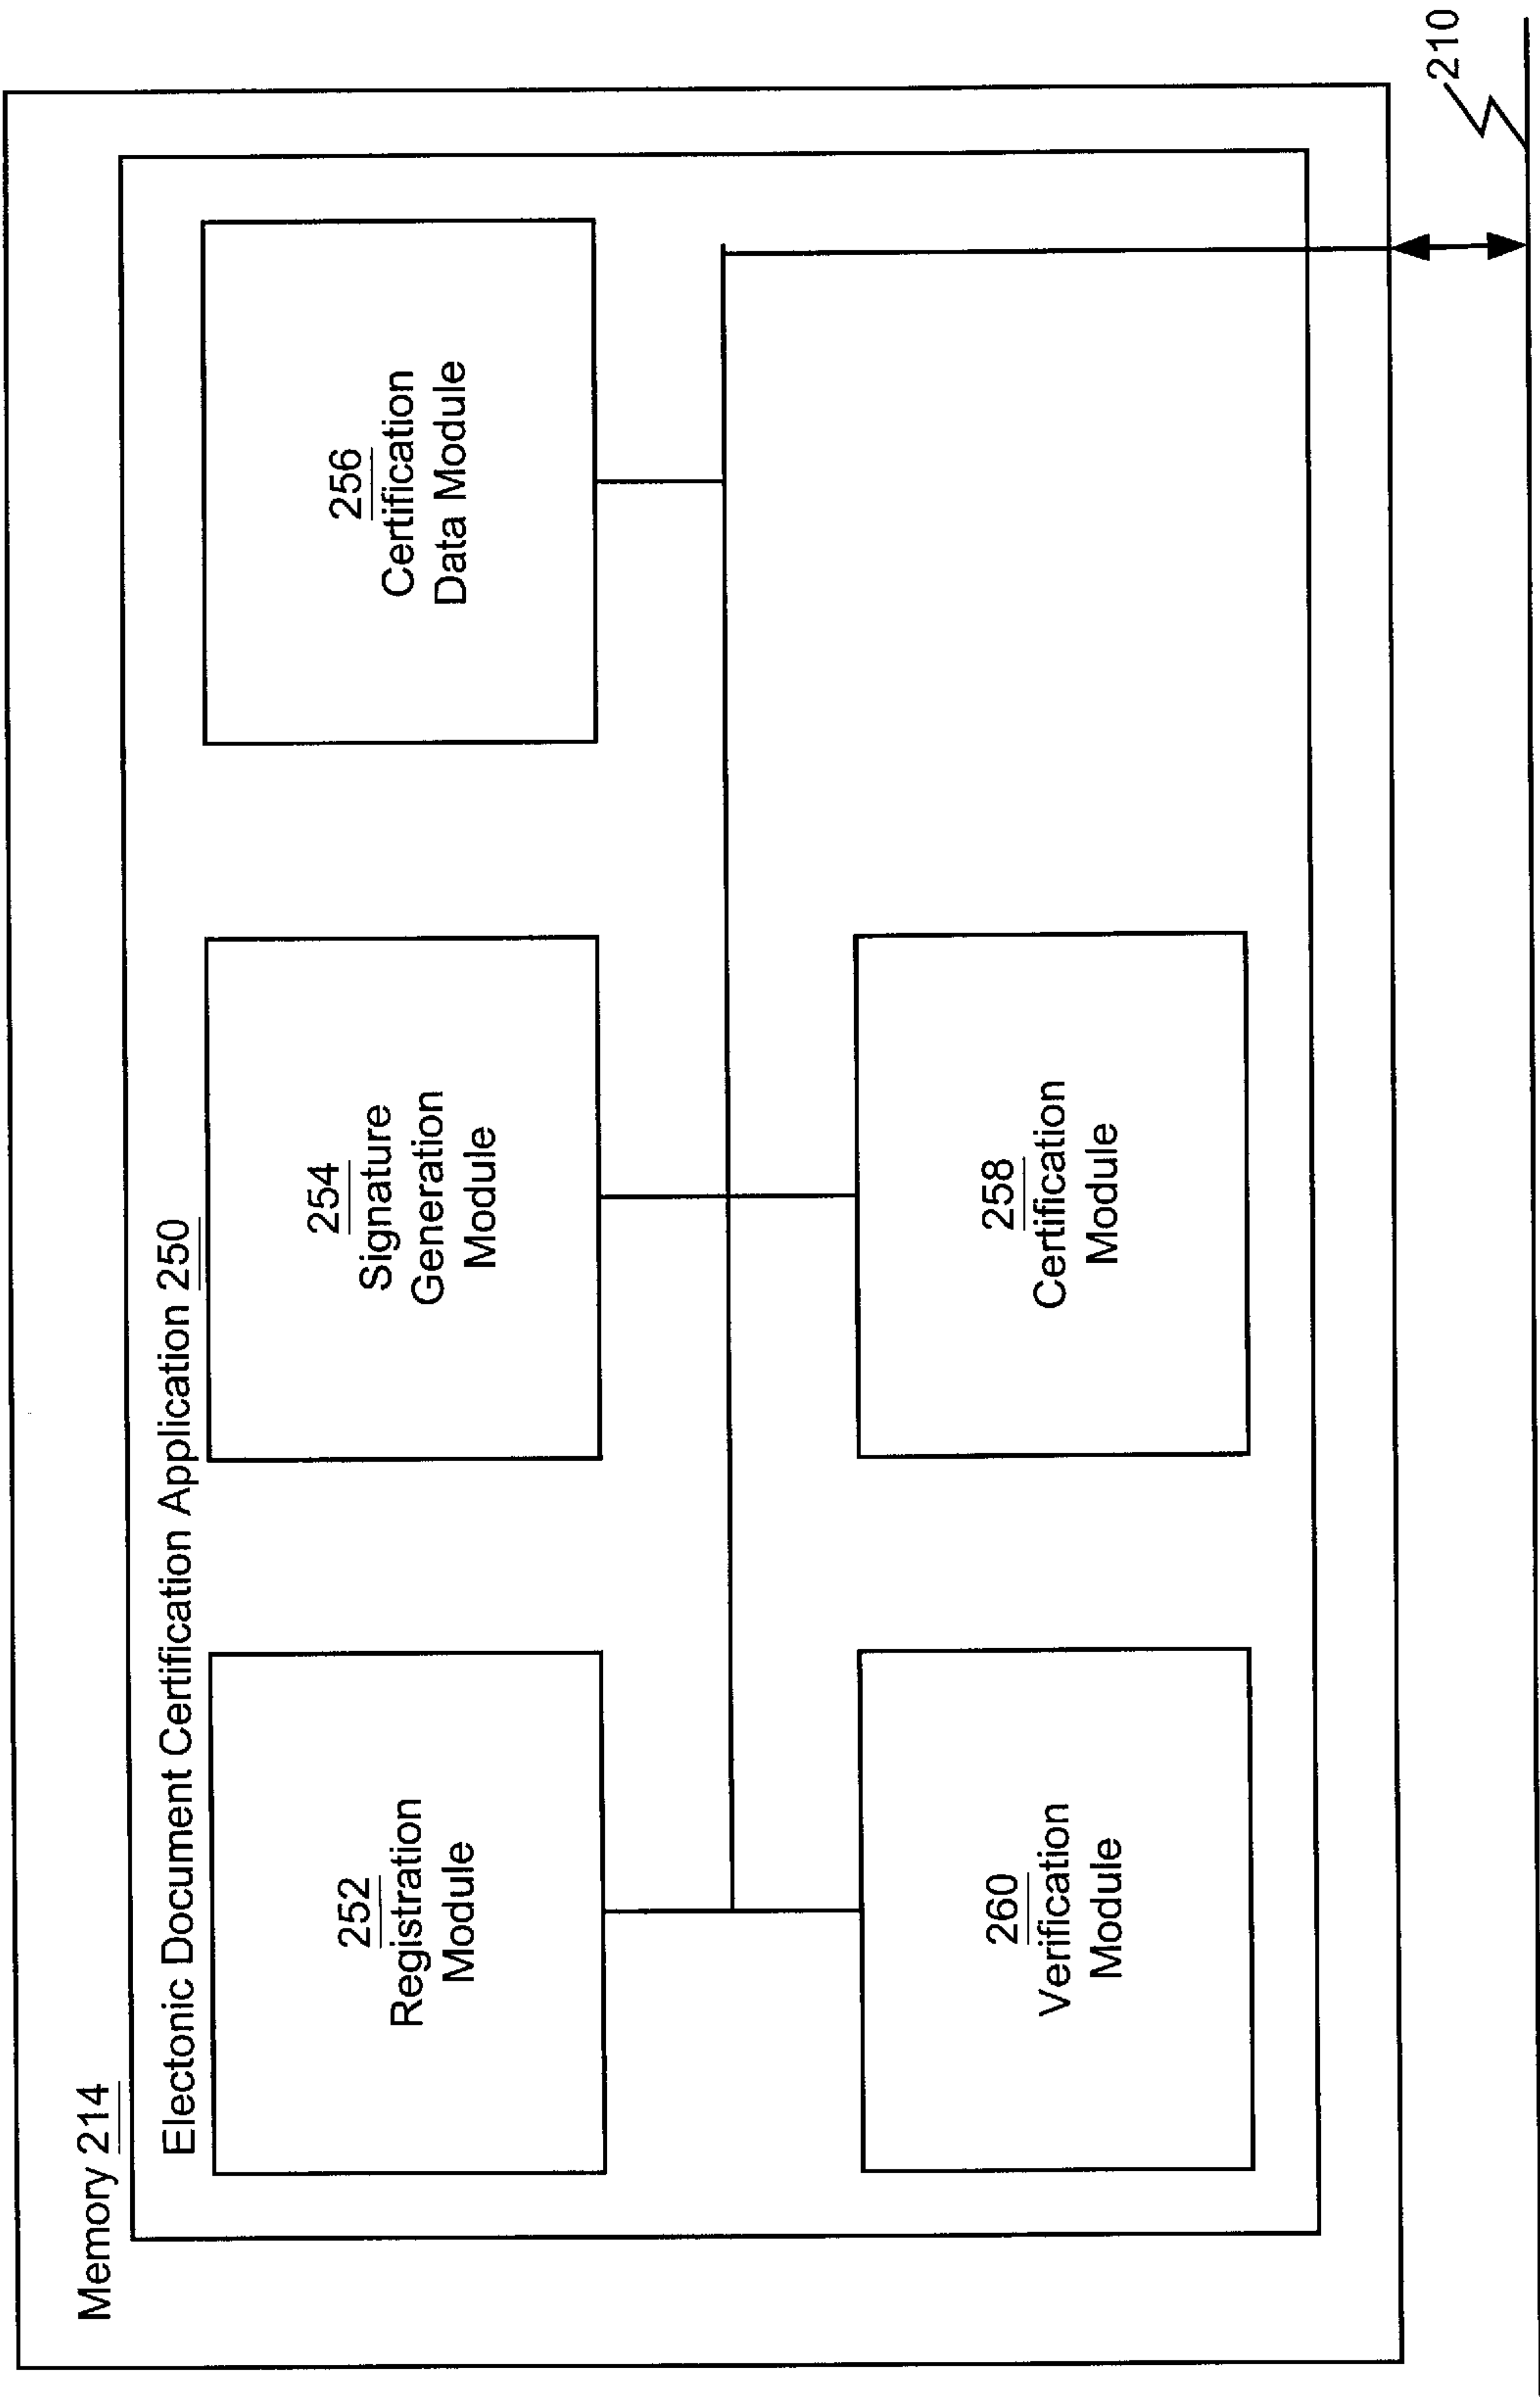 Memory 214
Electonic Document Certification Application 250
252
Registration
Module
254
Signature
Generation
Module
256
Certification
Data Module
260
Verification
Module
258
Certification
Module
210